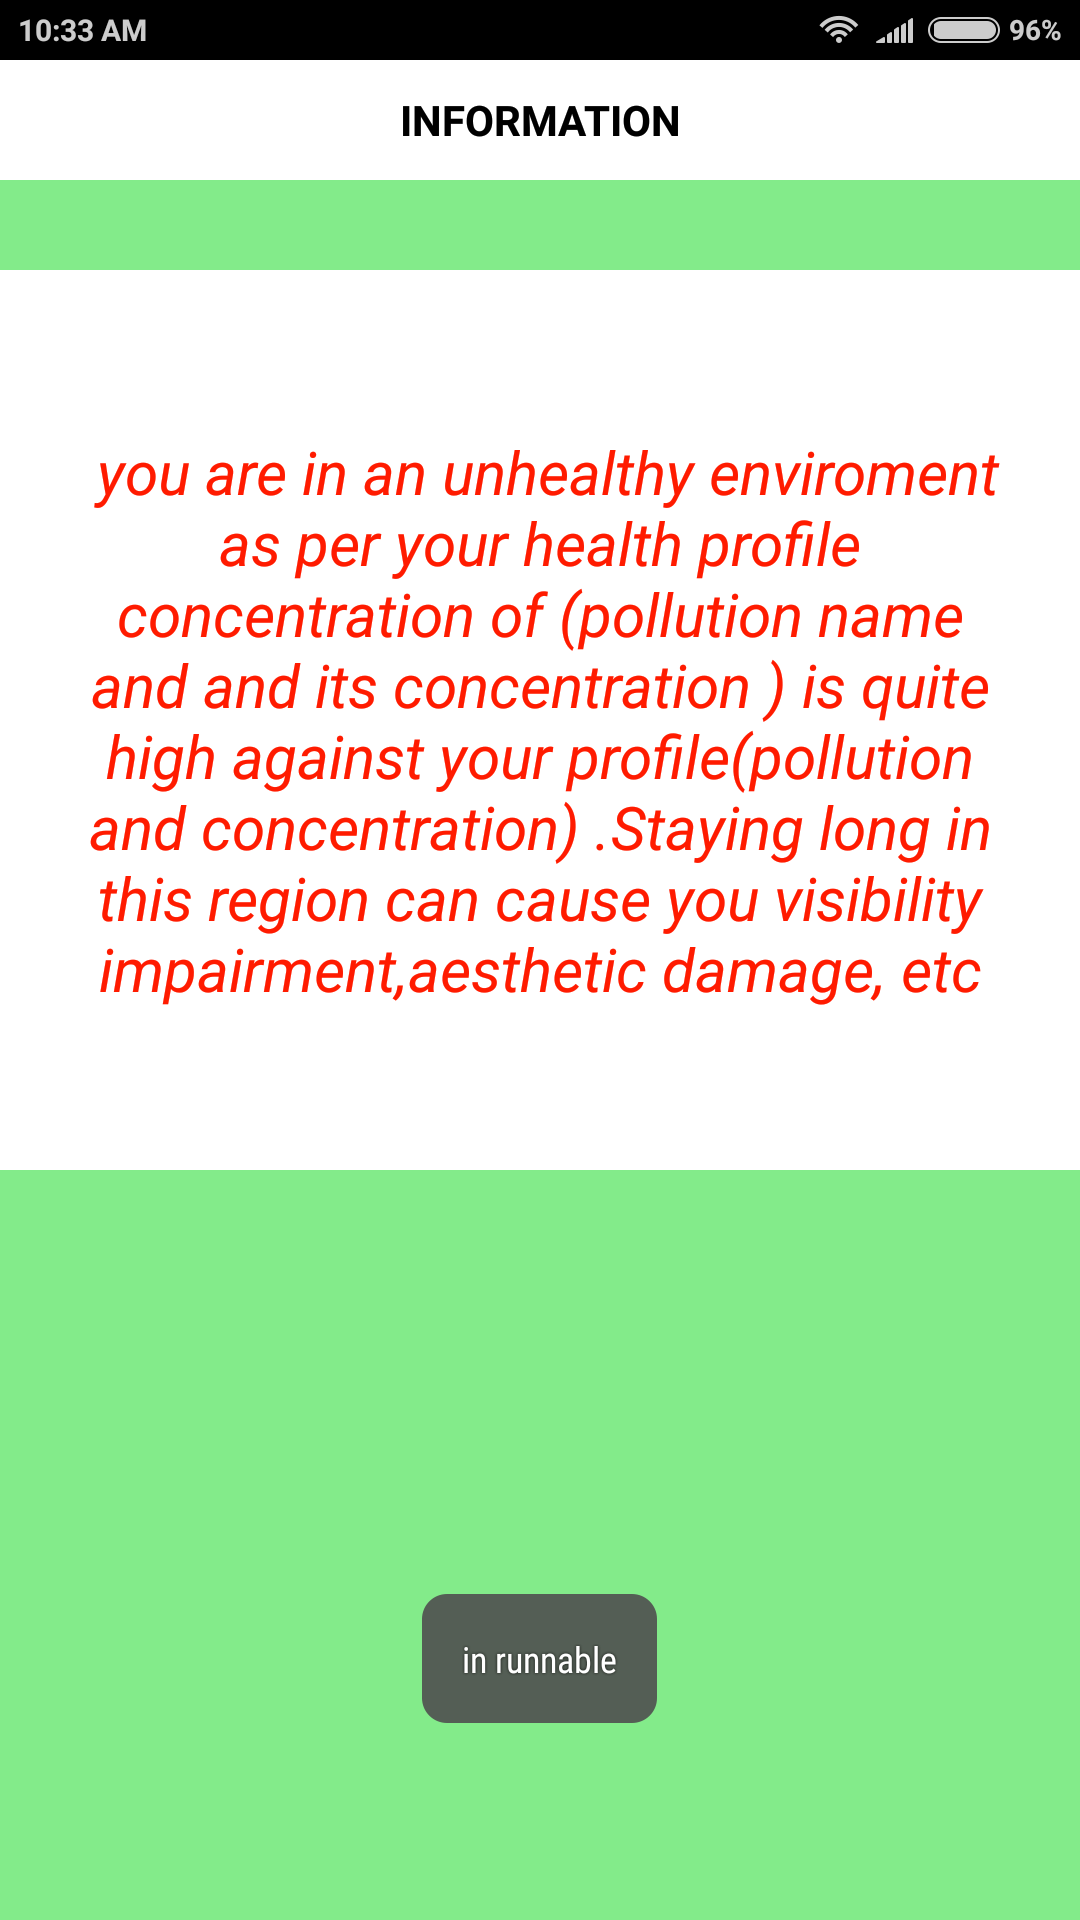 10:33 AM 96%
INFORMATION
you are in an unhealthy enviroment
as per your health profile
concentration of (pollution name
and and its concentration ) is quite
high against your profile(pollution
and concentration) .Staying long in
this region can cause you visibility
impairment,aesthetic damage, etc
in runnable